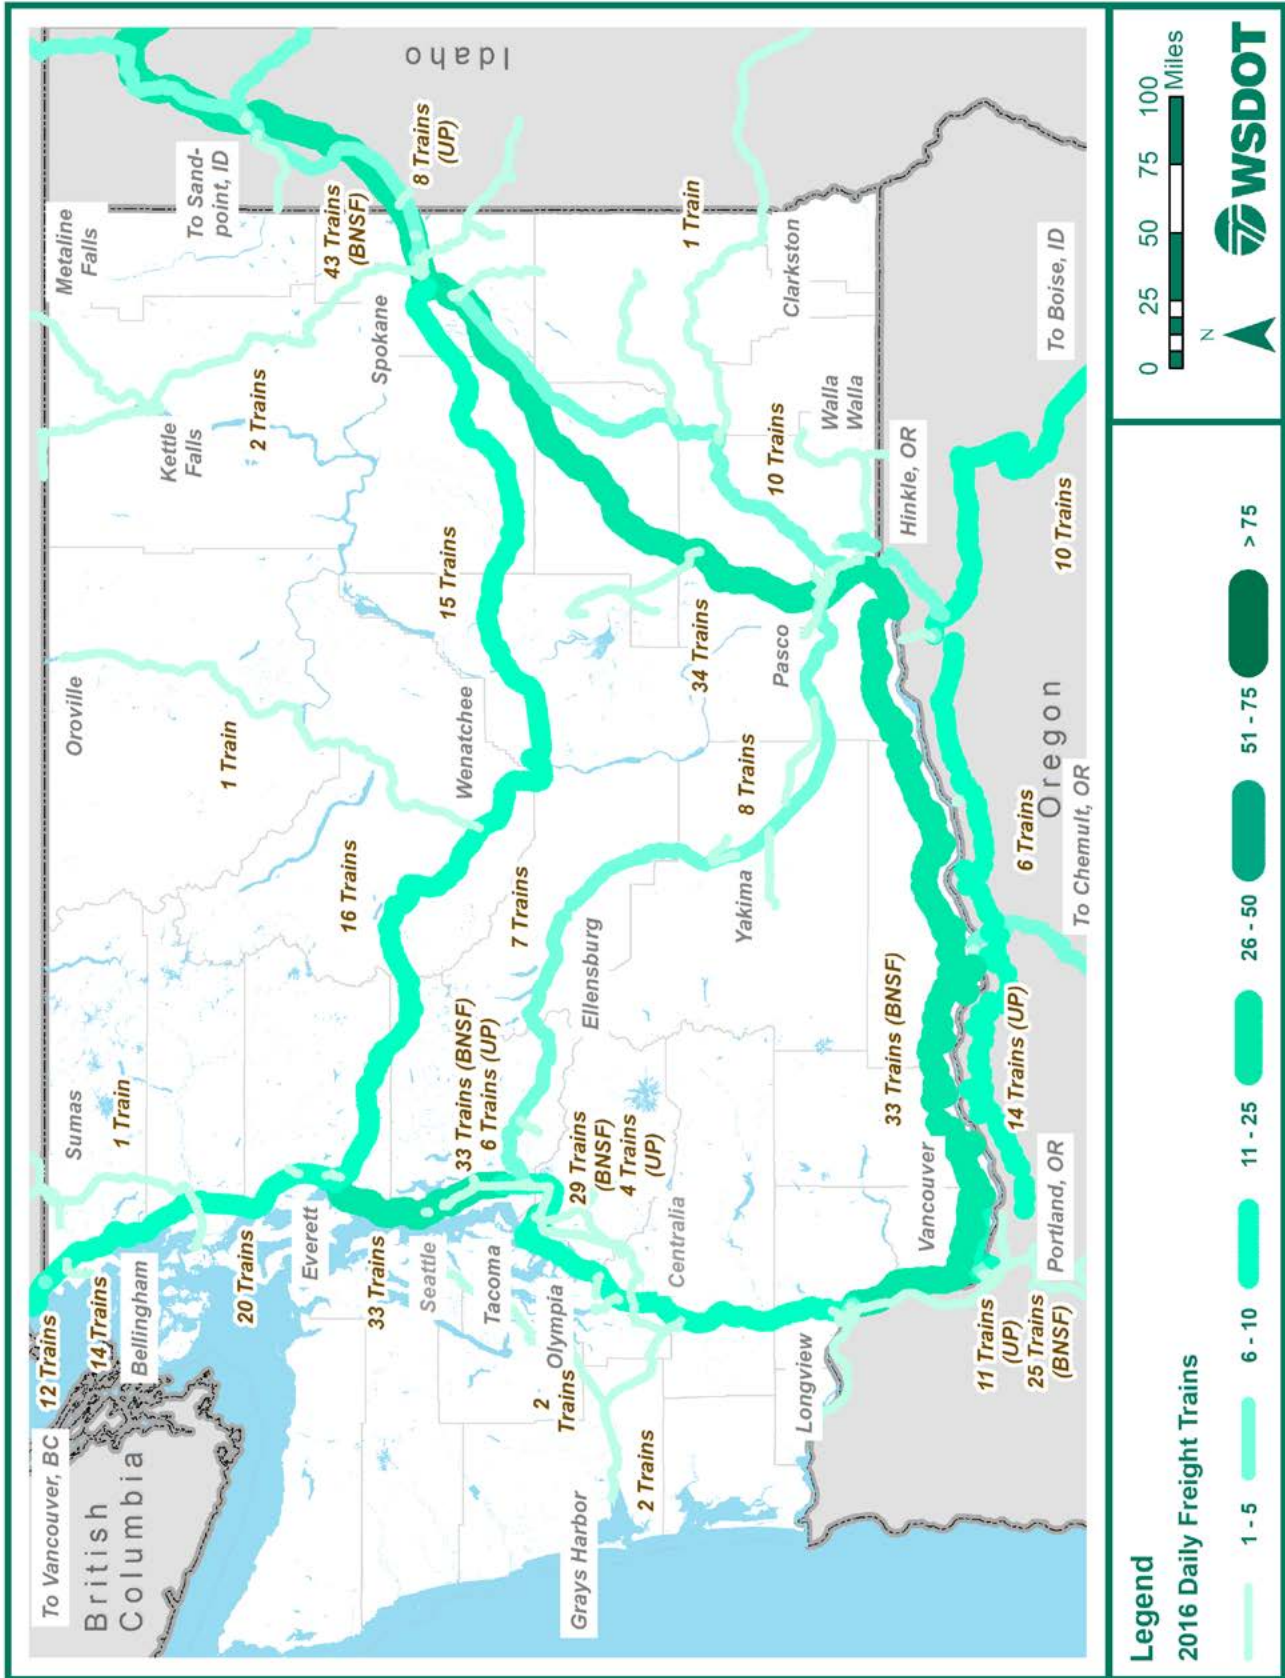 To Vancouver, BC
British
Columbia
12 Trains
14 Trains
Bellingham
Sumas
1 Train
Oroville
Metaline
Falls
Kettle
Falls
To Sand-
point, ID
Idaho
20 Trains
1 Train
2 Trains
Everett
43 Trains
(BNSF)
16 Trains
33 Trains
Spokane
8 Trains
(UP)
Seattle
33 Trains (BNSF)
6 Trains (UP)
Wenatchee
15 Trains
Tacoma
7 Trains
Olympia
2
Trains
29 Trains
(BNSF)
4 Trains
(UP)
Ellensburg
Grays Harbor
2 Trains
Centralia
34 Trains
1 Train
Yakima
8 Trains
Pasco
10 Trains
Clarkston
Longview
Walla
Walla
33 Trains (BNSF)
Vancouver
Hinkle, OR
11 Trains
(UP)
25 Trains
(BNSF)
Portland, OR
14 Trains (UP)
6 Trains
Oregon
To Chemult, OR
10 Trains
To Boise, ID
Legend
2016 Daily Freight Trains
1 - 5
6 - 10
11 - 25
26 - 50
51 - 75
> 75
0 25 50 75 100
Miles
N
WSDOT